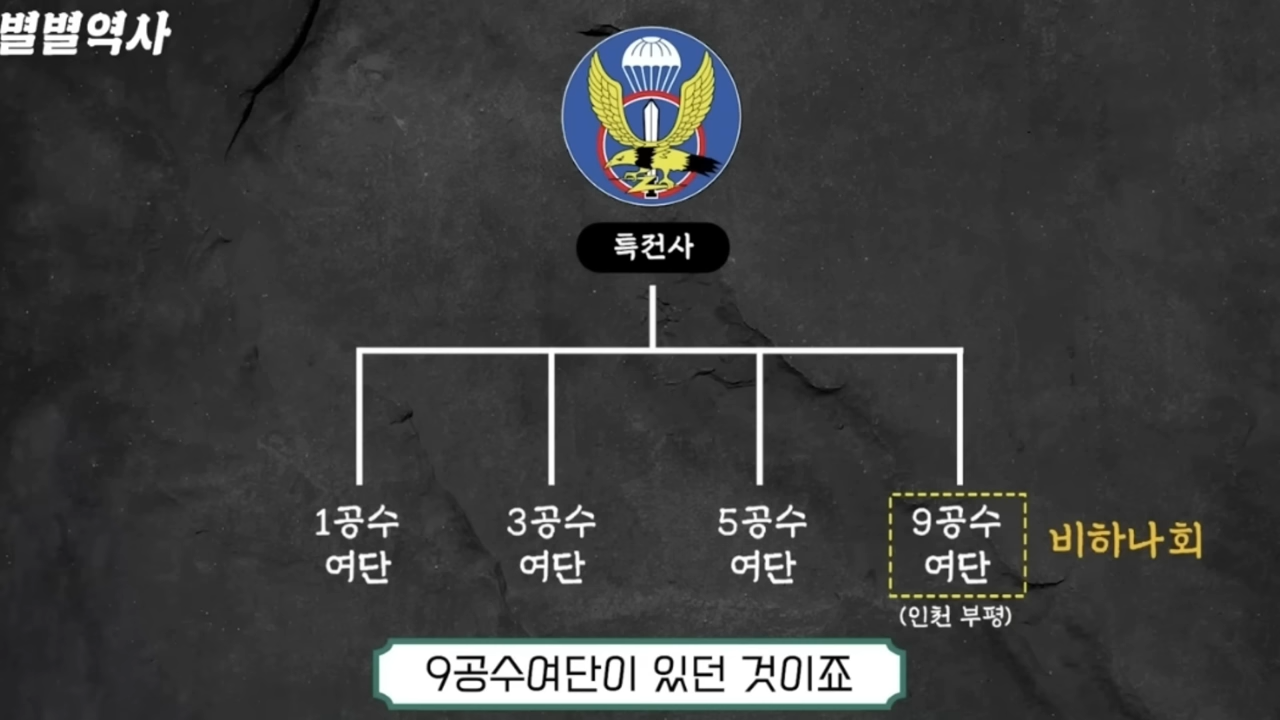 별별역사
특전사
1공수
여단
3공수
여단
5공수
여단
9공수
여단
비하나회
(인천 부평)
9공수여단이 있던 것이죠